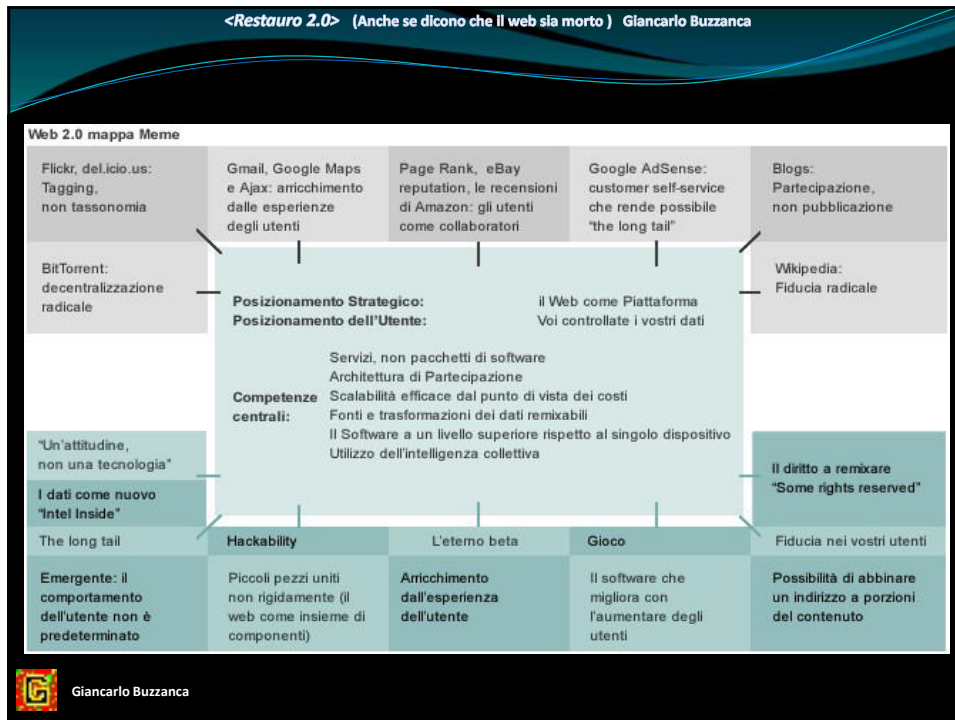 <Restauro 2.0> (Anche se dicono che il web sia morto ) Giancarlo Buzzanca
Web 2.0 mappa Meme
Flickr, del.icio.us:
Tagging,
non tassonomia
Gmail, Google Maps
e Ajax: arricchimento
dalle esperienze
degli utenti
Page Rank, eBay
reputation, le recensioni
di Amazon: gli utenti
come collaboratori
Google AdSense:
customer self-service
che rende possibile
“the long tail”
Blogs:
Partecipazione,
non pubblicazione
BitTorrent:
decentralizzazione
radicale
Wikipedia:
Fiducia radicale
Posizionamento Strategico: il Web come Piattaforma
Posizionamento dell'Utente: Voi controllate i vostri dati
Competenze
centrali:
Servizi, non pacchetti di software
Architettura di Partecipazione
Scalabilità efficace dal punto di vista dei costi
Fonti e trasformazioni dei dati remixabili
Il Software a un livello superiore rispetto al singolo dispositivo
Utilizzo dell'intelligenza collettiva
“Un'attitudine,
non una tecnologia”
I dati come nuovo
“Intel Inside”
Il diritto a remixare
“Some rights reserved”
The long tail
Hackability
L'eterno beta
Gioco
Fiducia nei vostri utenti
Emergente: il
comportamento
dell'utente non è
predeterminato
Piccoli pezzi uniti
non rigidamente (il
web come insieme di
componenti)
Arricchimento
dall'esperienza
dell'utente
Il software che
migliora con
l'aumentare degli
utenti
Possibilità di abbinare
un indirizzo a porzioni
del contenuto
G
Giancarlo Buzzanca